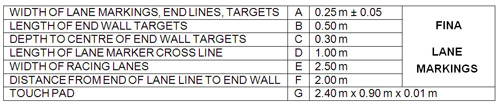 WIDTH OF LANE MARKINGS, END LINES, TARGETS A 0.25 m ± 0.05
LENGTH OF END WALL TARGETS B 0.50 m
DEPTH TO CENTRE OF END WALL TARGETS C 0.30 m
LENGTH OF LANE MARKER CROSS LINE D 1.00 m
WIDTH OF RACING LANES E 2.50 m
DISTANCE FROM END OF LANE LINE TO END WALL F 2.00 m
FINA
LANE
MARKINGS
TOUCH PAD G 2.40 m x 0.90 m x 0.01 m